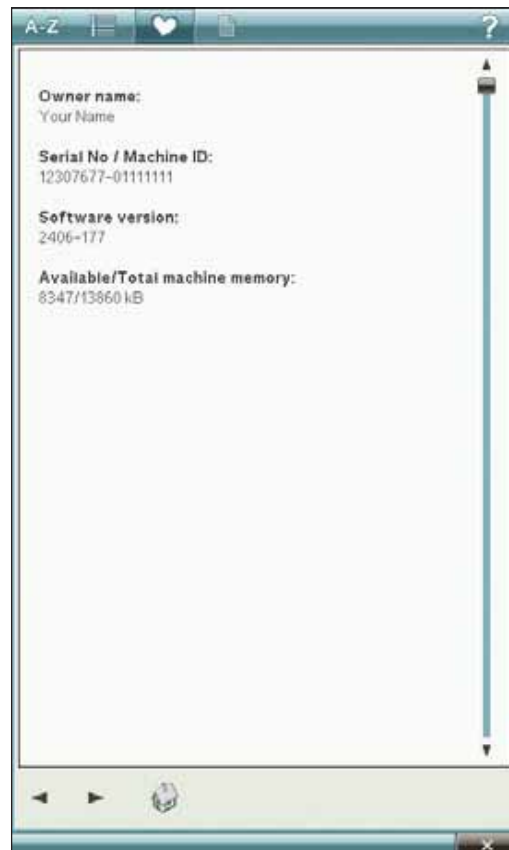 A-Z ?
Owner name:
Your Name
Serial No / Machine ID:
12307677-01111111
Software version:
2406-177
Available/Total machine memory:
8347/13860 kB